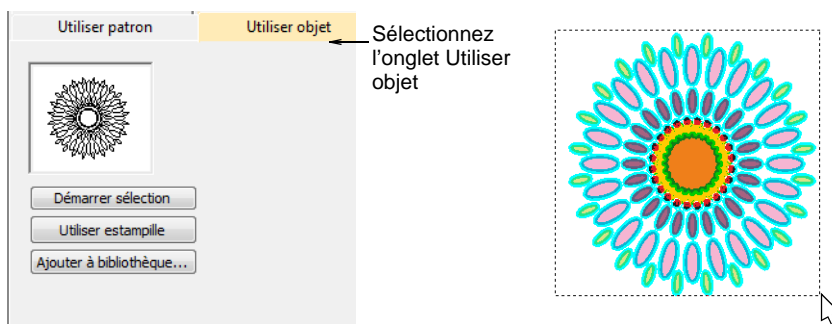 Utiliser patron
Utiliser objet
Sélectionnez
l'onglet Utiliser
objet
Démarrer sélection
Utiliser estampille
Ajouter à bibliothèque...